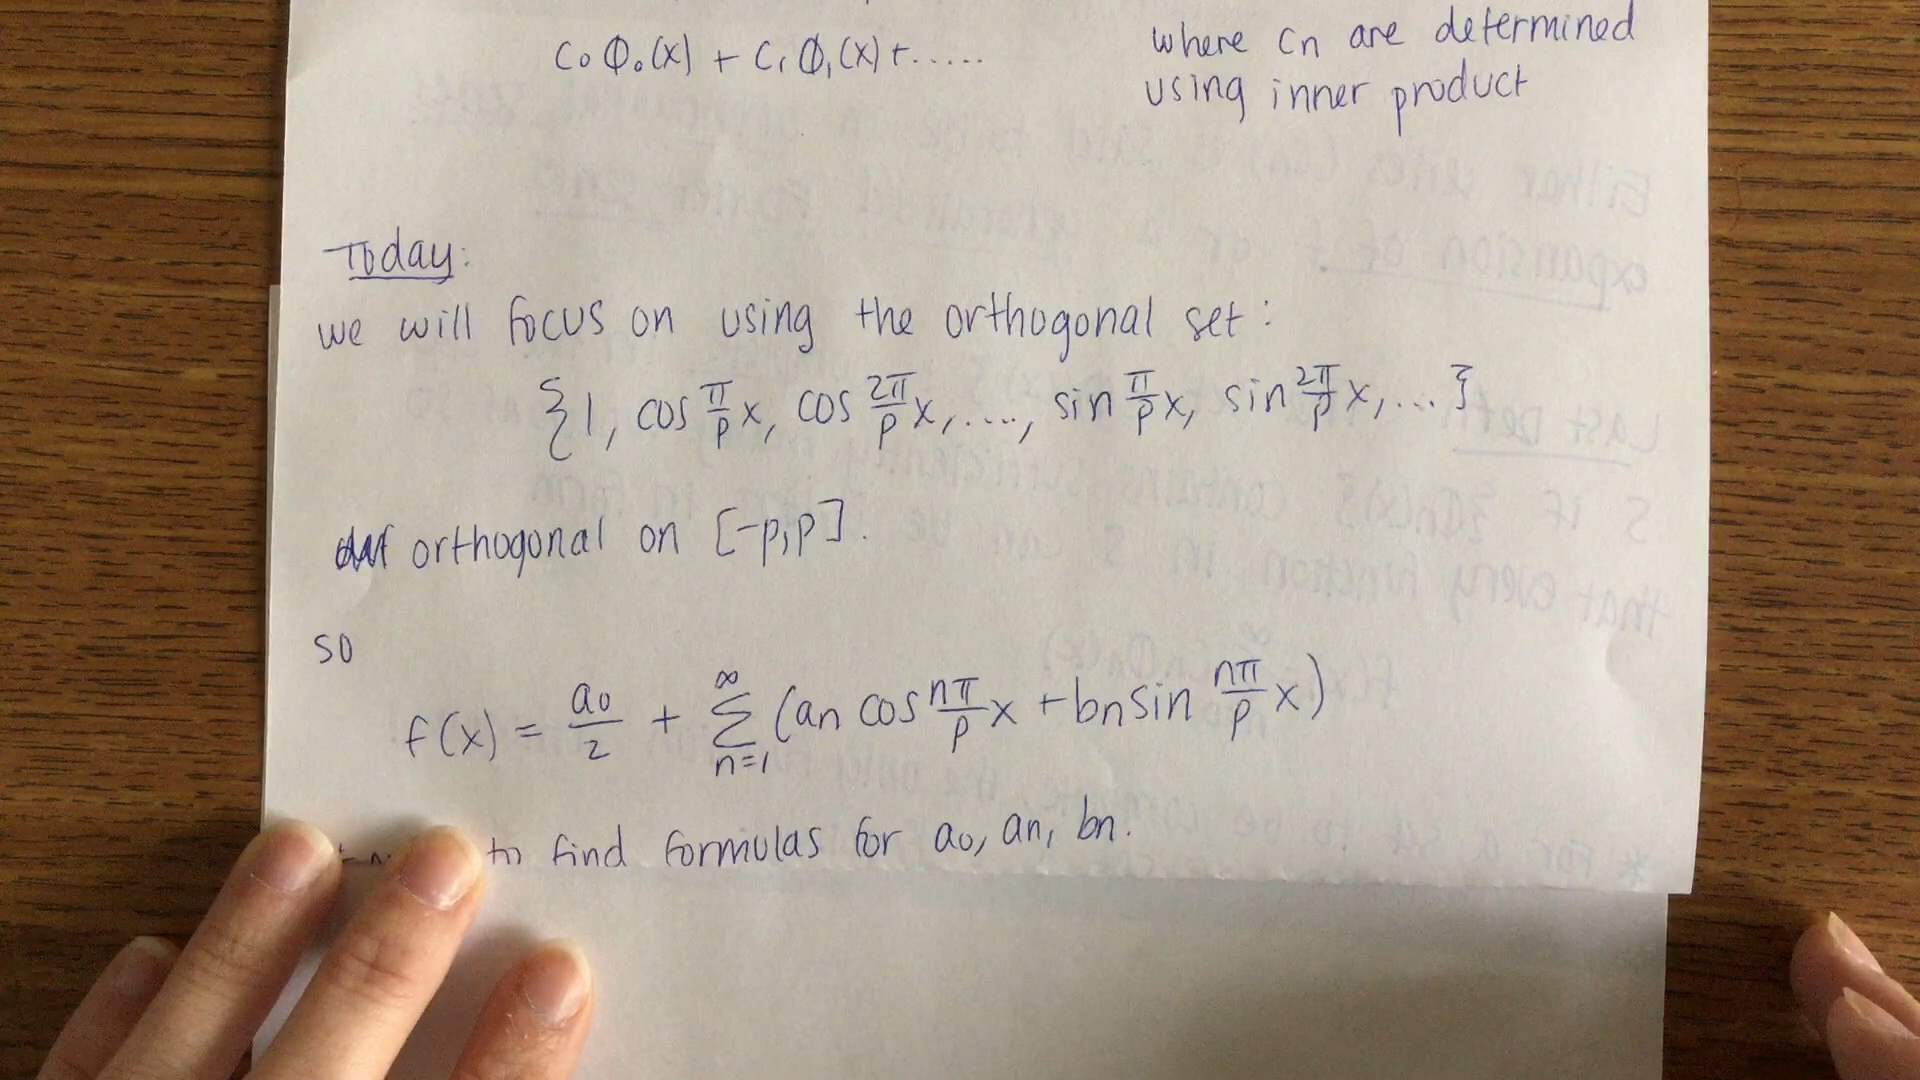 C₀Φ₀(x) + C₁Φ₁(x) + .....
where Cn are determined
using inner product
Today:
we will focus on using the orthogonal set:
{1, cos π/p x, cos 2π/p x, ...., sin π/p x, sin 2π/p x, ...}
orthogonal on [-p,p].
so
f(x) = a₀/2 + ∞Σn=1 (an cos nπ/p x + bn sin nπ/p x)
to find formulas for a₀, an, bn.